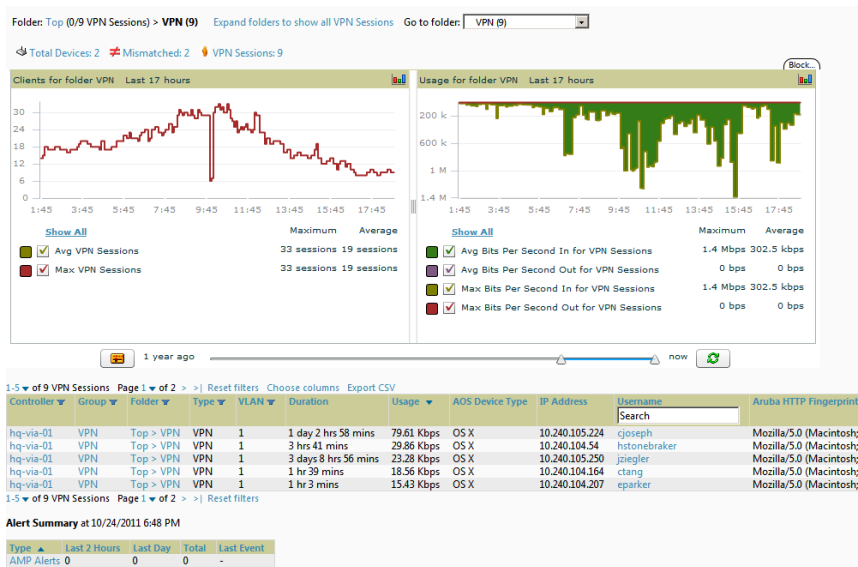 Folder: Top (0/9 VPN Sessions) > VPN (9) Expand folders to show all VPN Sessions Go to folder: VPN (9)
Total Devices: 2 Mismatched: 2 VPN Sessions: 9
Block...
Clients for folder VPN Last 17 hours
30
24
18
12
6
0
1:45 3:45 5:45 7:45 9:45 11:45 13:45 15:45 17:45
Show All Maximum Average
Avg VPN Sessions 33 sessions 19 sessions
Max VPN Sessions 33 sessions 19 sessions
Usage for folder VPN Last 17 hours
200 k
600 k
1 M
1.4 M
1:45 3:45 5:45 7:45 9:45 11:45 13:45 15:45 17:45
Show All Maximum Average
Avg Bits Per Second In for VPN Sessions 1.4 Mbps 302.5 kbps
Avg Bits Per Second Out for VPN Sessions 0 bps 0 bps
Max Bits Per Second In for VPN Sessions 1.4 Mbps 302.5 kbps
Max Bits Per Second Out for VPN Sessions 0 bps 0 bps
1 year ago now
1-5 of 9 VPN Sessions Page 1 of 2 > >| Reset filters Choose columns Export CSV
Controller Group Folder Type VLAN Duration Usage AOS Device Type IP Address Username Aruba HTTP Fingerprint
Search
hq-via-01 VPN Top > VPN VPN 1 1 day 2 hrs 58 mins 79.61 Kbps OS X 10.240.105.224 cjoseph Mozilla/5.0 (Macintosh;
hq-via-01 VPN Top > VPN VPN 1 3 hrs 41 mins 29.86 Kbps OS X 10.240.104.54 hstonebraker Mozilla/5.0 (Macintosh;
hq-via-01 VPN Top > VPN VPN 1 3 days 8 hrs 56 mins 23.28 Kbps OS X 10.240.105.250 jziegler Mozilla/5.0 (Macintosh;
hq-via-01 VPN Top > VPN VPN 1 1 hr 39 mins 18.56 Kbps OS X 10.240.104.164 ctang Mozilla/5.0 (Macintosh;
hq-via-01 VPN Top > VPN VPN 1 1 hr 3 mins 15.43 Kbps OS X 10.240.104.207 eparker Mozilla/5.0 (Macintosh;
1-5 of 9 VPN Sessions Page 1 of 2 > >| Reset filters
Alert Summary at 10/24/2011 6:48 PM
Type Last 2 Hours Last Day Total Last Event
AMP Alerts 0 0 0 -